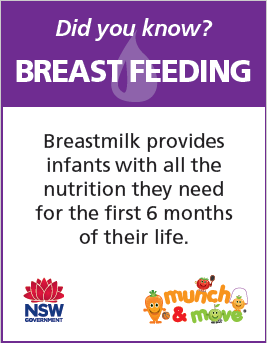 Did you know?
BREAST FEEDING
Breastmilk provides
infants with all the
nutrition they need
for the first 6 months
of their life.
NSW
GOVERNMENT
munch
& move